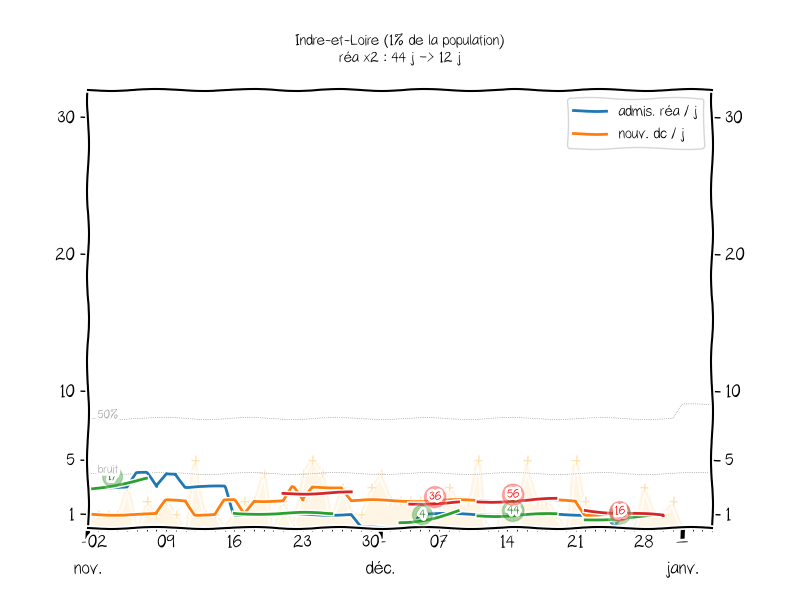 Indre-et-Loire (1% de la population)
réa x2 : 44 j -> 12 j
admis. réa / j
nouv. dc / j
30 30
20 20
10 10
50%
5 5
bruit
36 56
4 44 16
1 1
02 09 16 23 30 07 14 21 28
nov. déc. janv.